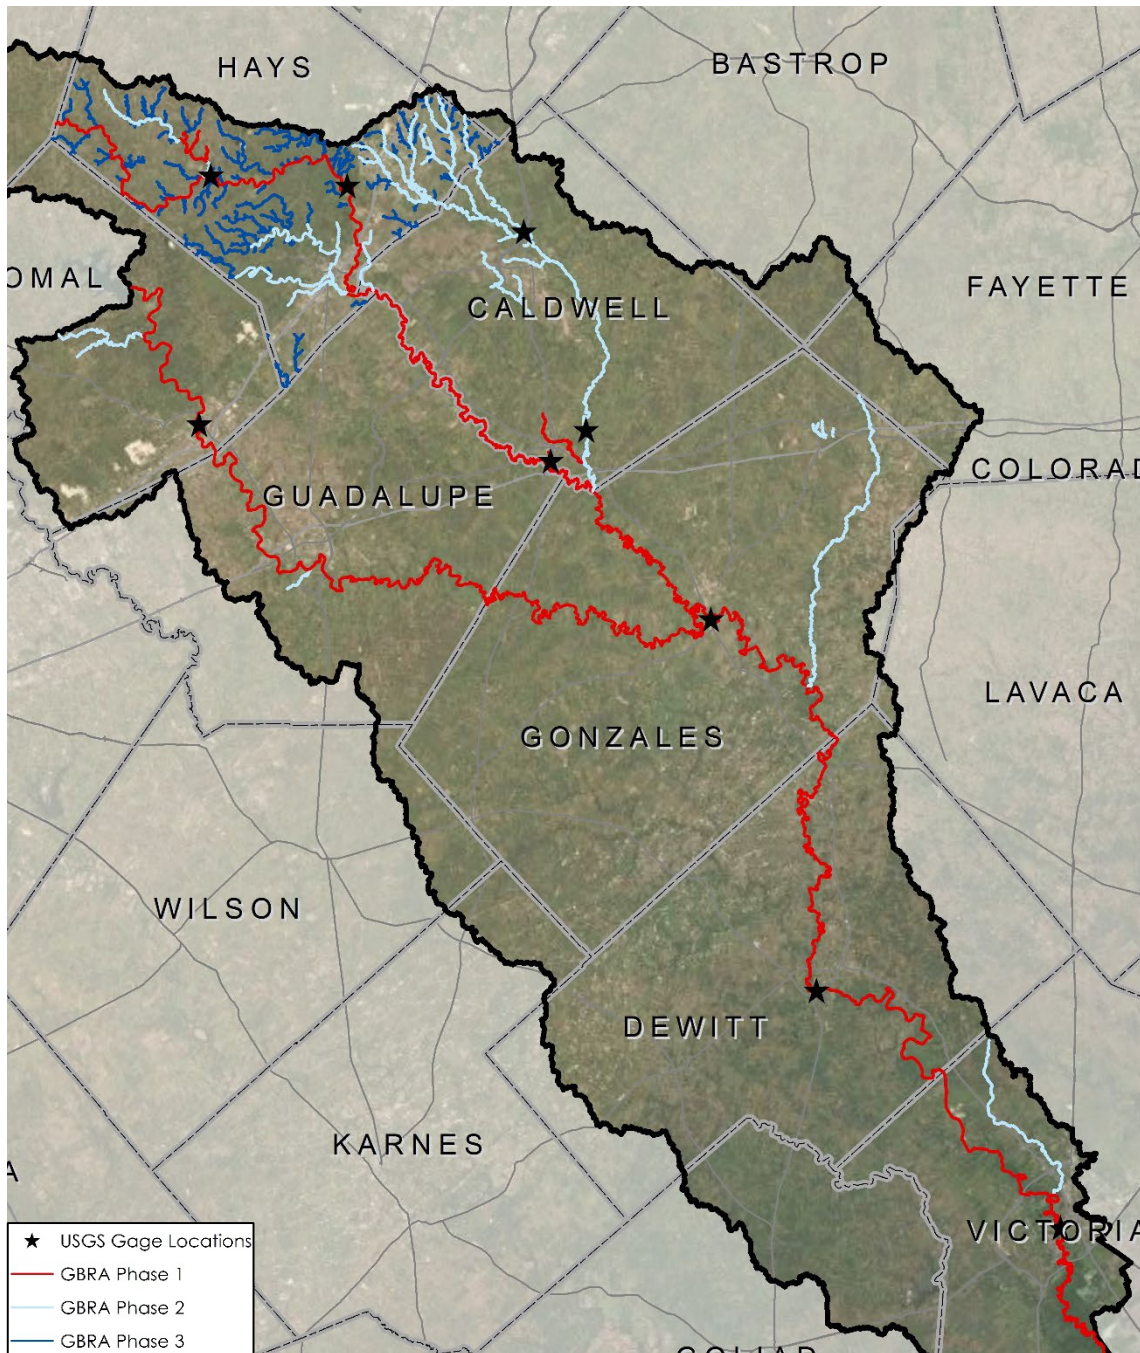 HAYS
BASTROP
OMAL
FAYETTE
CALDWELL
COLORAD
GUADALUPE
LAVACA
GONZALES
WILSON
DEWITT
KARNES
A
VICTORIA
USGS Gage Locations
GBRA Phase 1
GBRA Phase 2
GBRA Phase 3
GOLIAD